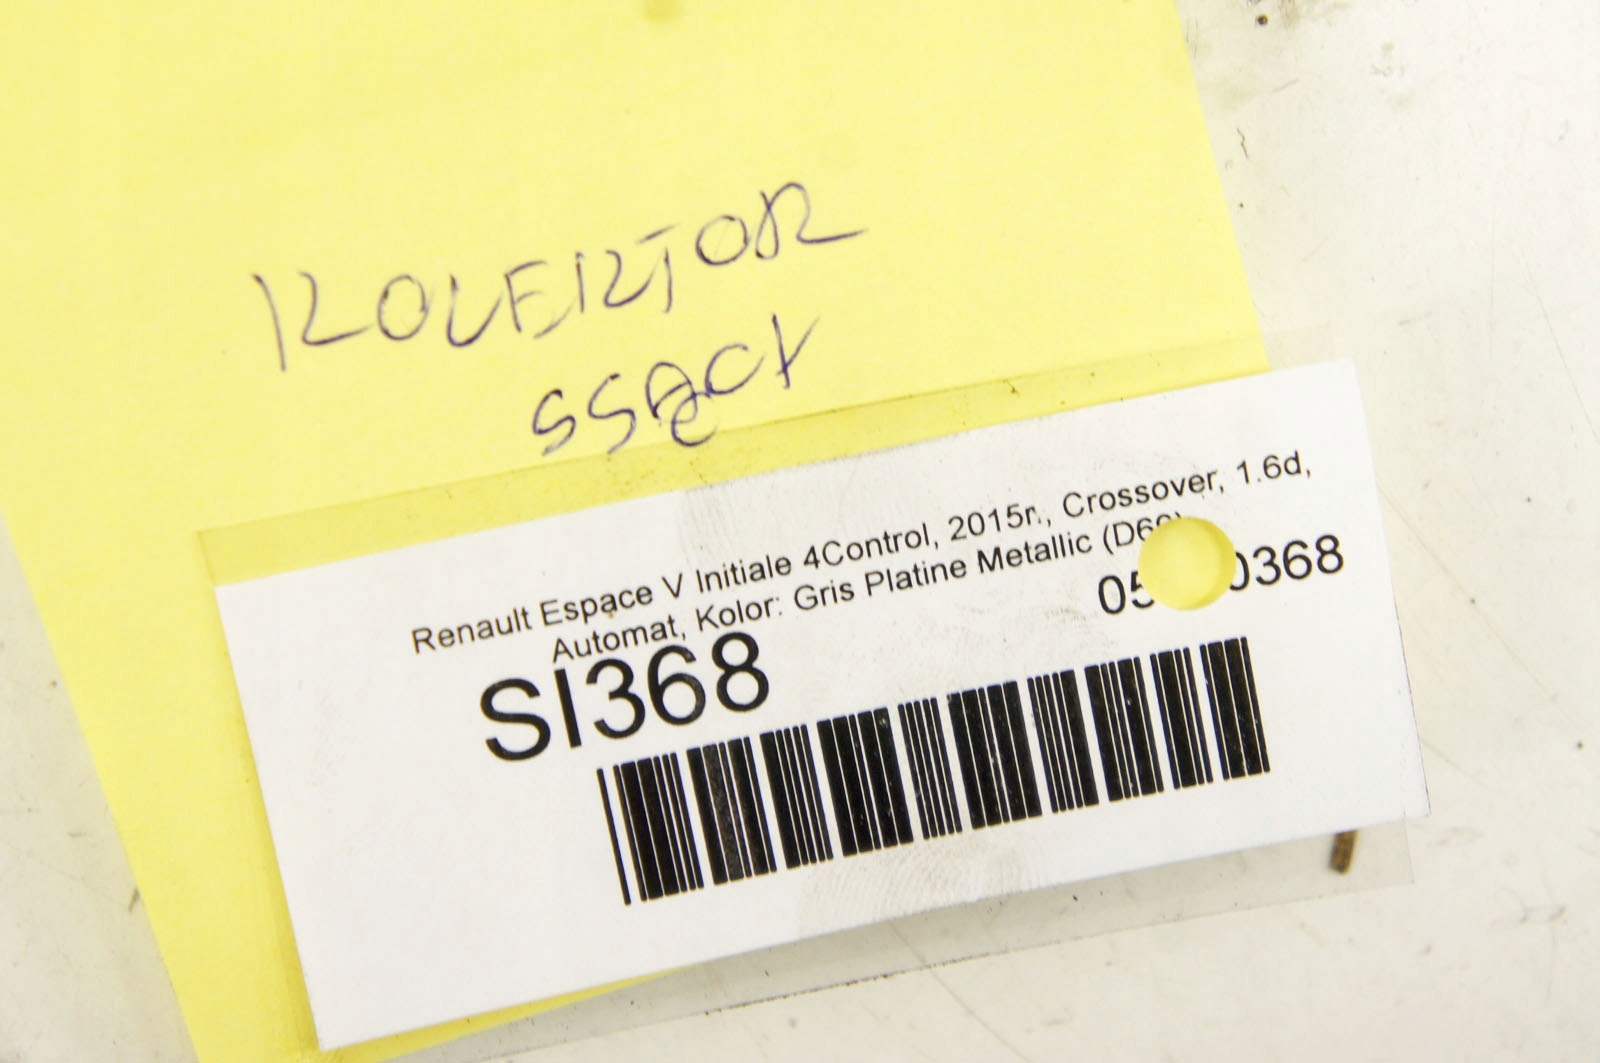 KOLEKTOR
SSĄCY
Renault Espace V Initiale 4Control, 2015r., Crossover, 1.6d,
Automat, Kolor: Gris Platine Metallic
SI368